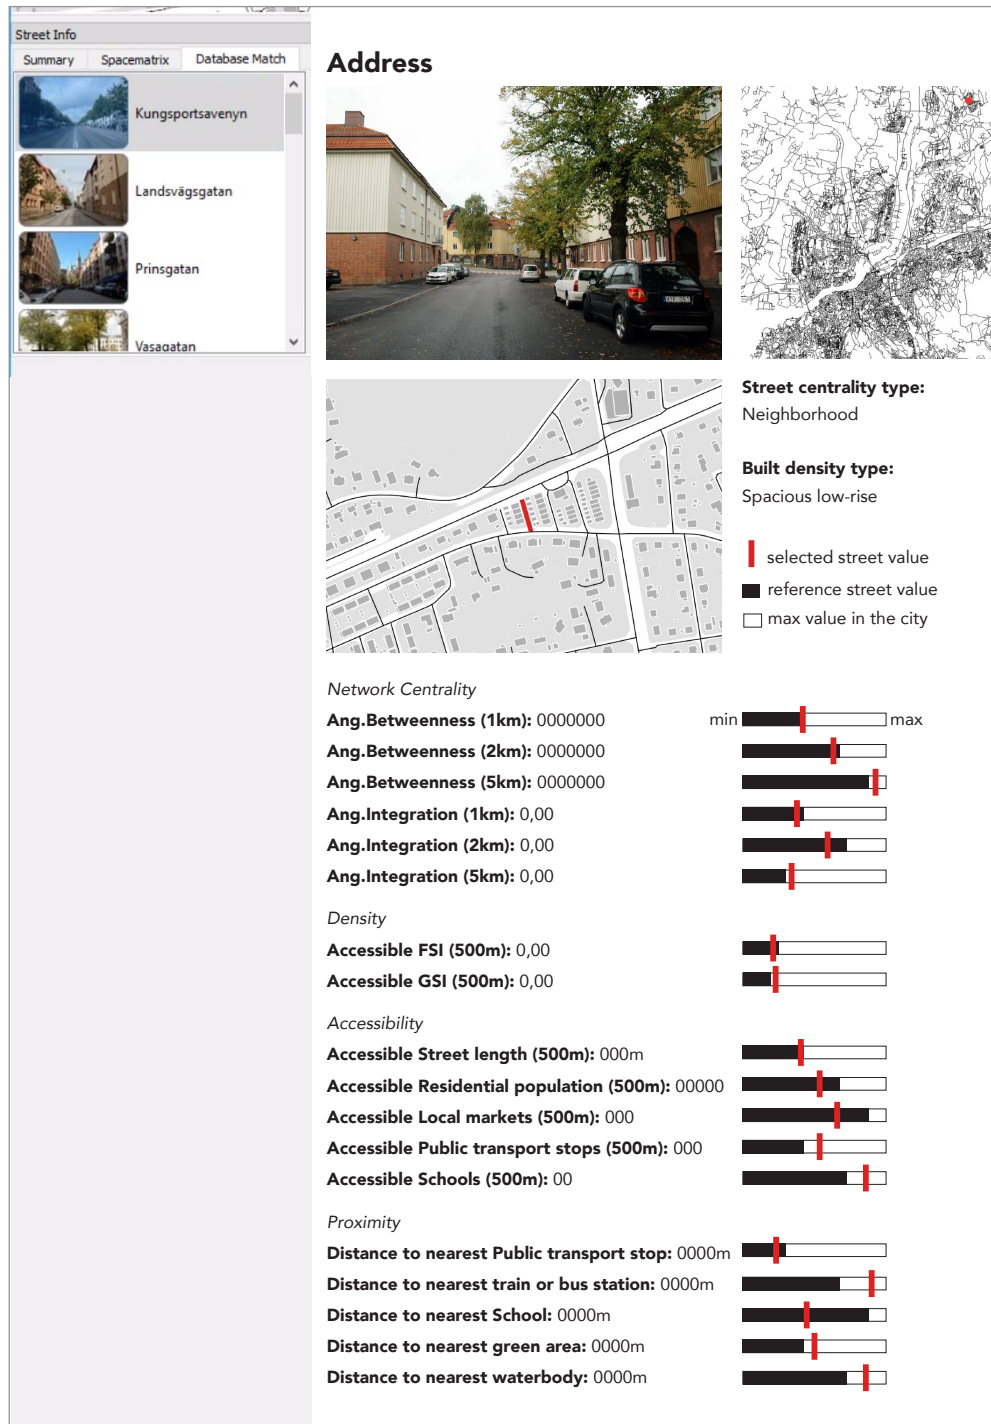 Street Info
Summary
Spacematrix
Database Match
Kungsportsavenyn
Landsvägsgatan
Prinsgatan
Vasagatan
Address
Street centrality type:
Neighborhood
Built density type:
Spacious low-rise
selected street value
reference street value
max value in the city
Network Centrality
Ang.Betweenness (1km): 0000000
min
max
Ang.Betweenness (2km): 0000000
Ang.Betweenness (5km): 0000000
Ang.Integration (1km): 0,00
Ang.Integration (2km): 0,00
Ang.Integration (5km): 0,00
Density
Accessible FSI (500m): 0,00
Accessible GSI (500m): 0,00
Accessibility
Accessible Street length (500m): 000m
Accessible Residential population (500m): 00000
Accessible Local markets (500m): 000
Accessible Public transport stops (500m): 000
Accessible Schools (500m): 00
Proximity
Distance to nearest Public transport stop: 0000m
Distance to nearest train or bus station: 0000m
Distance to nearest School: 0000m
Distance to nearest green area: 0000m
Distance to nearest waterbody: 0000m